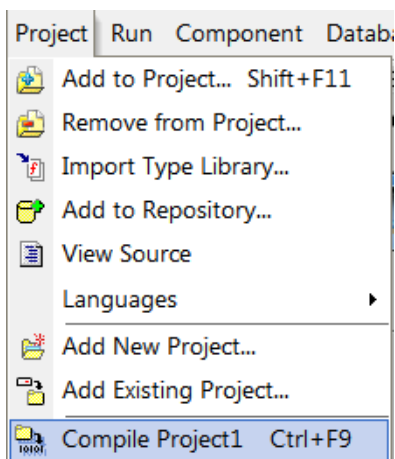 Project Run Component Datab
Add to Project... Shift+F11
Remove from Project...
Import Type Library...
Add to Repository...
View Source
Languages
Add New Project...
Add Existing Project...
Compile Project1 Ctrl+F9